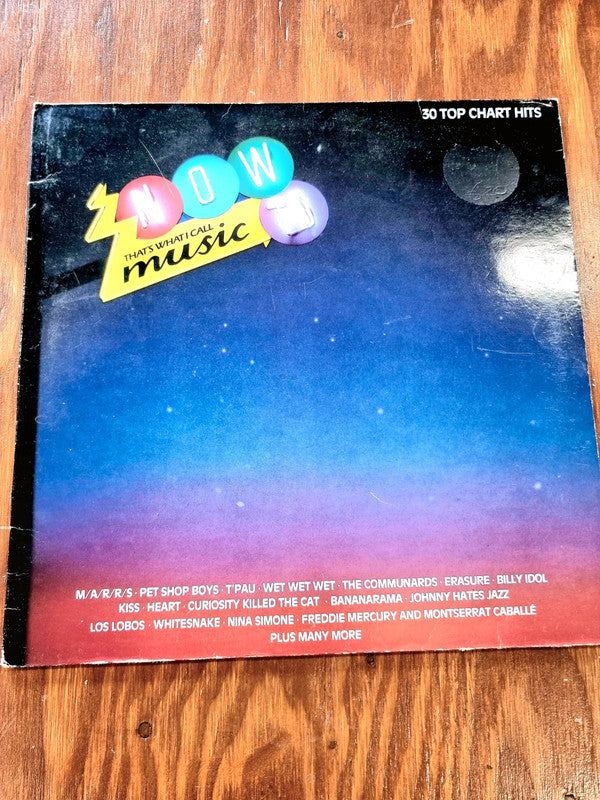 30 TOP CHART HITS
NOW
THAT'S WHAT I CALL
music
M/A/R/R/S · PET SHOP BOYS · T'PAU · WET WET WET · THE COMMUNARDS · ERASURE · BILLY IDOL
KISS · HEART · CURIOSITY KILLED THE CAT · BANANARAMA · JOHNNY HATES JAZZ
LOS LOBOS · WHITESNAKE · NINA SIMONE · FREDDIE MERCURY AND MONTSERRAT CABALLÉ
PLUS MANY MORE